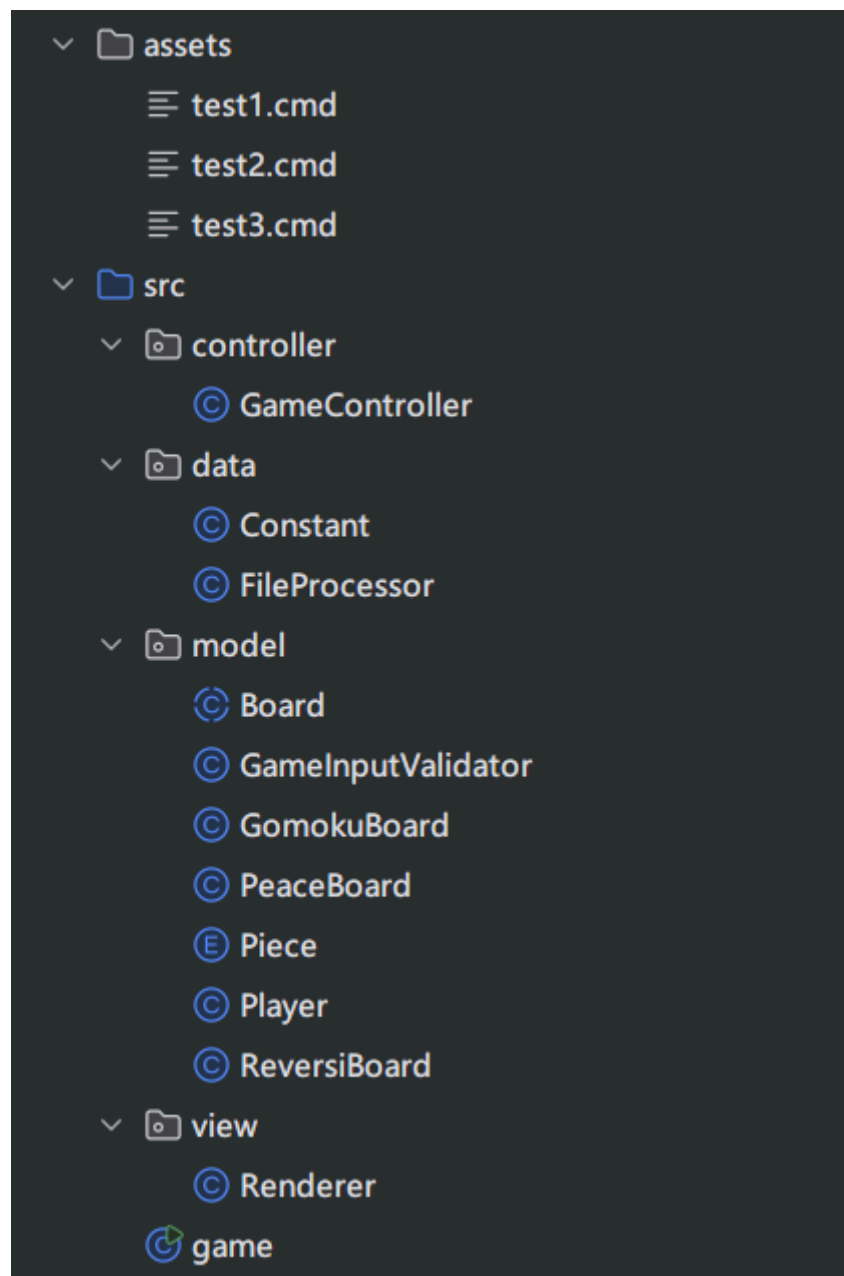 assets
test1.cmd
test2.cmd
test3.cmd
src
controller
C GameController
data
C Constant
C FileProcessor
model
C Board
C GameInputValidator
C GomokuBoard
C PeaceBoard
E Piece
C Player
C ReversiBoard
view
C Renderer
C game